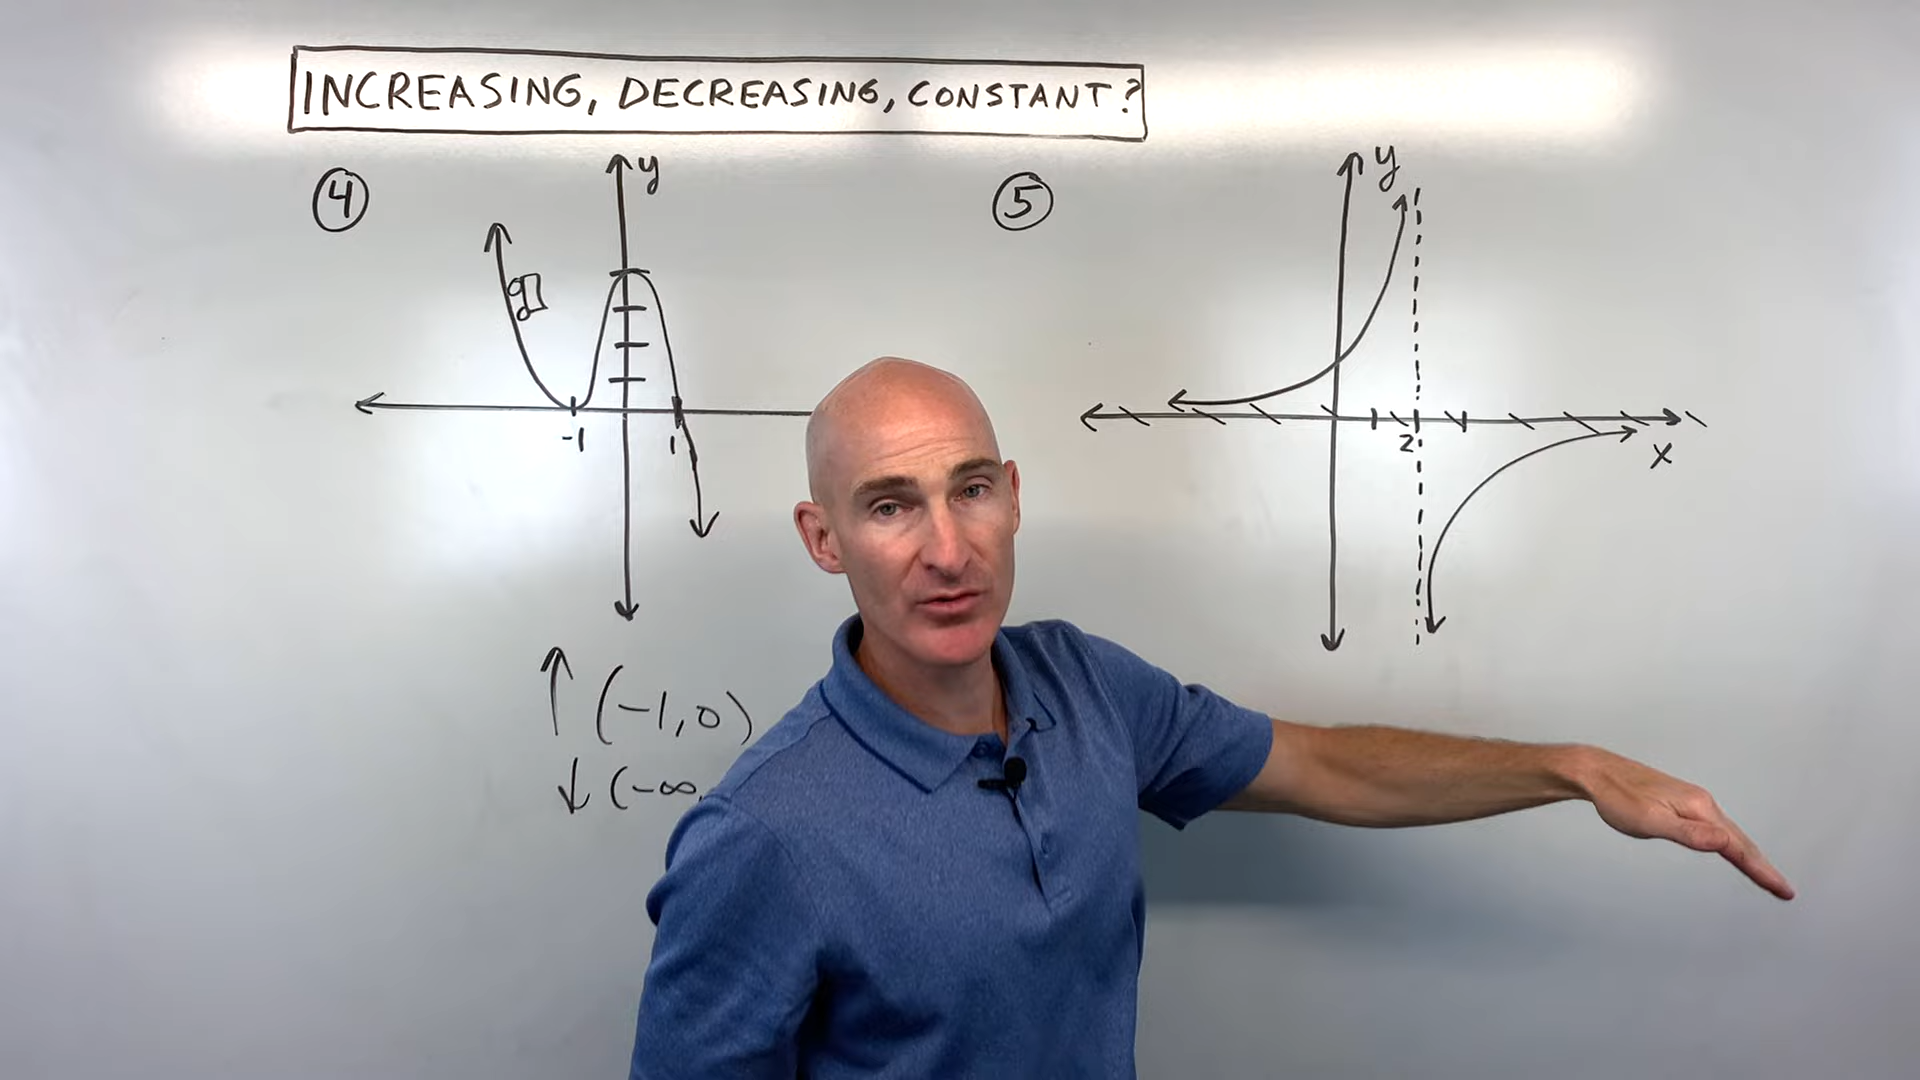 INCREASING, DECREASING, CONSTANT?
④
y
-1
1
↑ (-1,0)
↓ (-∞,
⑤
y
2
x